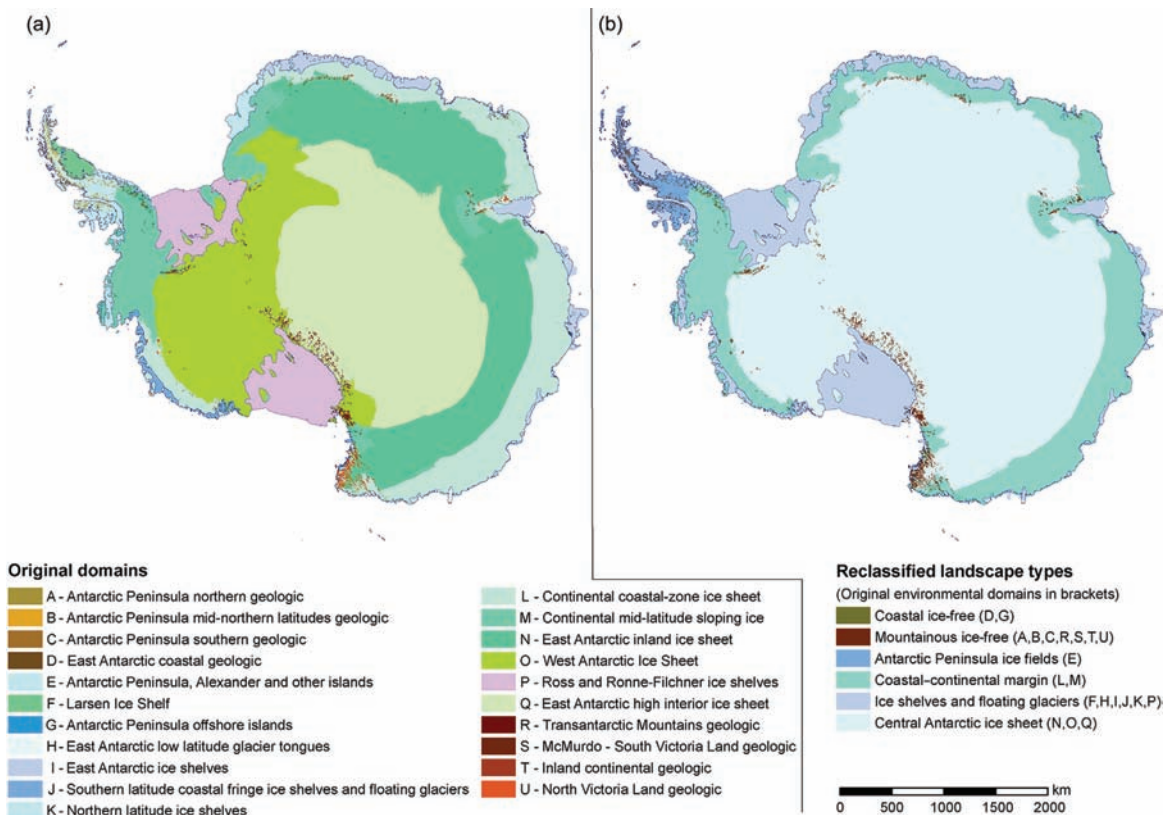 (a)
(b)
Original domains
A - Antarctic Peninsula northern geologic
B - Antarctic Peninsula mid-northern latitudes geologic
C - Antarctic Peninsula southern geologic
D - East Antarctic coastal geologic
E - Antarctic Peninsula, Alexander and other islands
F - Larsen Ice Shelf
G - Antarctic Peninsula offshore islands
H - East Antarctic low latitude glacier tongues
I - East Antarctic ice shelves
J - Southern latitude coastal fringe ice shelves and floating glaciers
K - Northern latitude ice shelves
L - Continental coastal-zone ice sheet
M - Continental mid-latitude sloping ice
N - East Antarctic inland ice sheet
O - West Antarctic Ice Sheet
P - Ross and Ronne-Filchner ice shelves
Q - East Antarctic high interior ice sheet
R - Transantarctic Mountains geologic
S - McMurdo - South Victoria Land geologic
T - Inland continental geologic
U - North Victoria Land geologic
Reclassified landscape types
(Original environmental domains in brackets)
Coastal ice-free (D,G)
Mountainous ice-free (A,B,C,R,S,T,U)
Antarctic Peninsula ice fields (E)
Coastal–continental margin (L,M)
Ice shelves and floating glaciers (F,H,I,J,K,P)
Central Antarctic ice sheet (N,O,Q)
km
0 500 1000 1500 2000